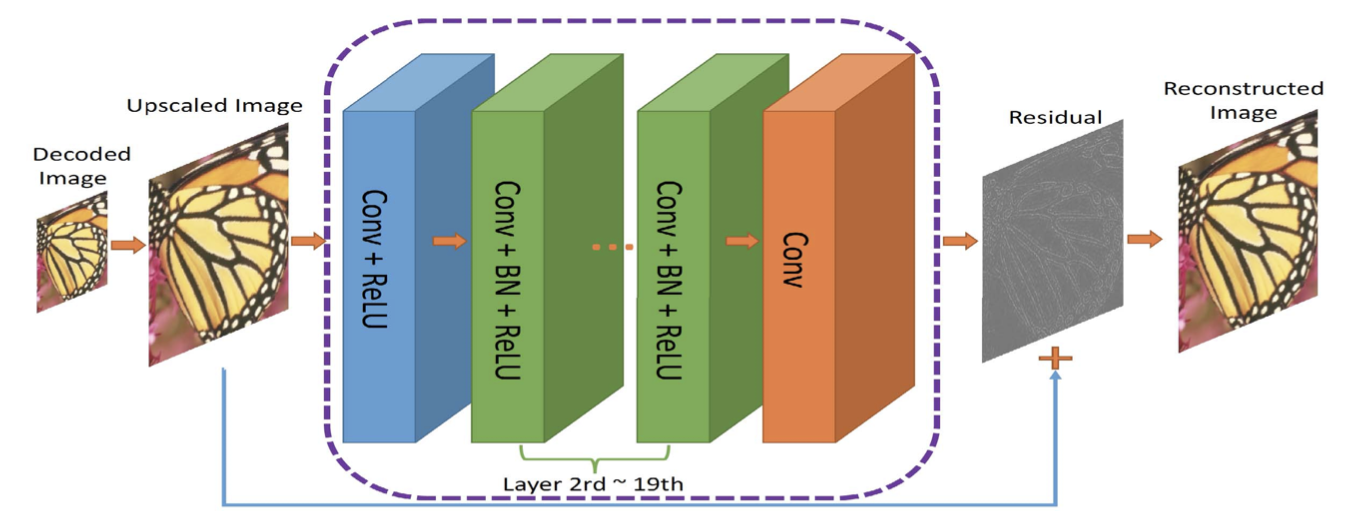 Decoded
Image
Upscaled Image
Conv + ReLU
Conv + BN + ReLU
Conv + BN + ReLU
Conv
Layer 2rd ~ 19th
Residual
+
Reconstructed
Image